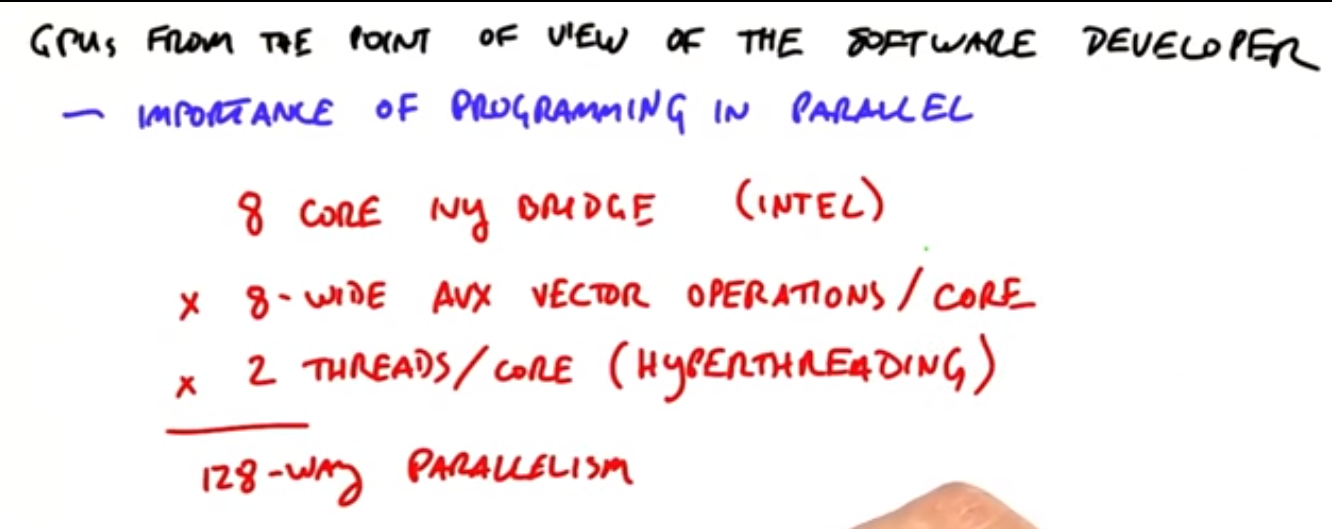 GPUs FROM THE POINT OF VIEW OF THE SOFTWARE DEVELOPER
— IMPORTANCE OF PROGRAMMING IN PARALLEL
8 CORE IVY BRIDGE (INTEL)
x 8-WIDE AVX VECTOR OPERATIONS/CORE
x 2 THREADS/CORE (HYPERTHREADING)
128-WAY PARALLELISM